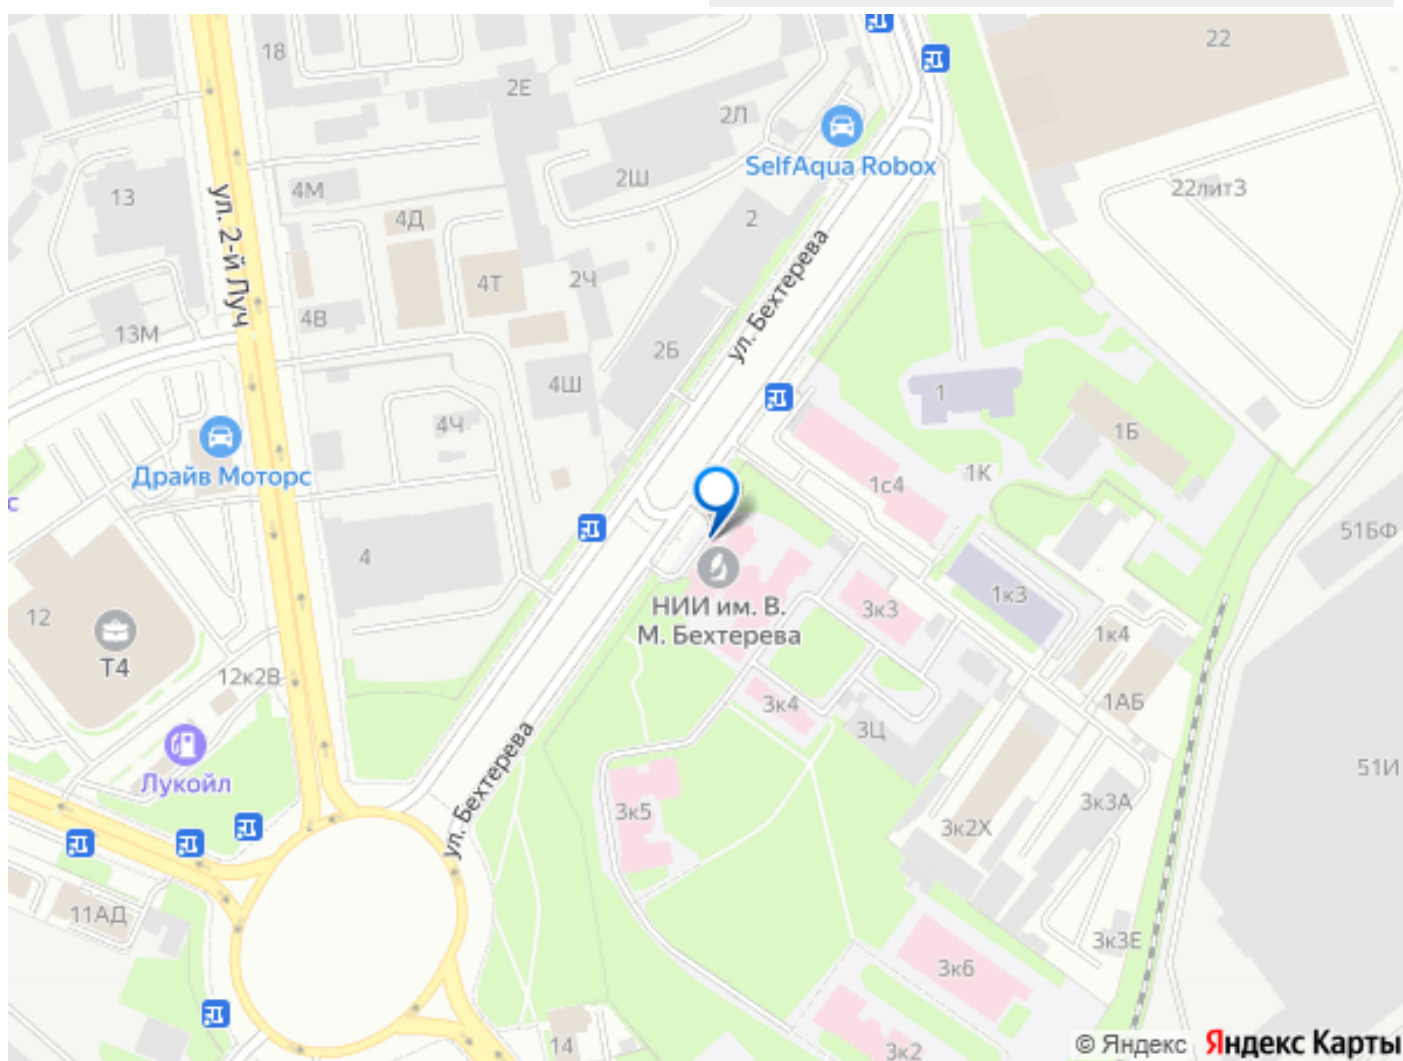 18
2Е
22
2Л
SelfAqua Robox
2Ш
22лит3
13
4М
4Д
2
ул. 2-й Луч
ул. Бехтерева
4Т
2Ч
4В
13М
2Б
4Ш
1
4Ч
1Б
Драйв Моторс
с
1с4
1К
51БФ
4
12
НИИ им. В.
М. Бехтерева
3к3
1к3
1к4
Т4
12к2В
3к4
1АБ
3Ц
ул. Бехтерева
Лукойл
51И
3к5
3к3А
3к2Х
11АД
3к3Е
3к6
14
3к2
© Яндекс Яндекс Карты